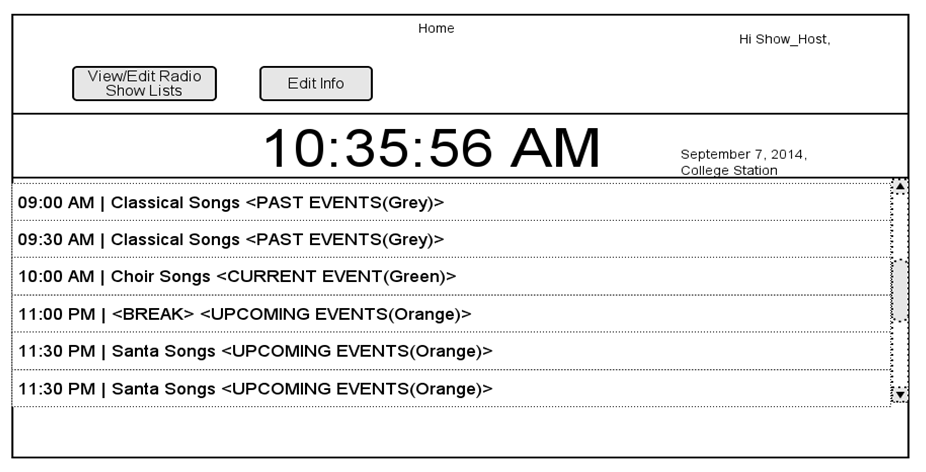 Home
Hi Show_Host,
View/Edit Radio
Show Lists
Edit Info
10:35:56 AM
September 7, 2014,
College Station
09:00 AM | Classical Songs <PAST EVENTS(Grey)>
09:30 AM | Classical Songs <PAST EVENTS(Grey)>
10:00 AM | Choir Songs <CURRENT EVENT(Green)>
11:00 PM | <BREAK> <UPCOMING EVENTS(Orange)>
11:30 PM | Santa Songs <UPCOMING EVENTS(Orange)>
11:30 PM | Santa Songs <UPCOMING EVENTS(Orange)>